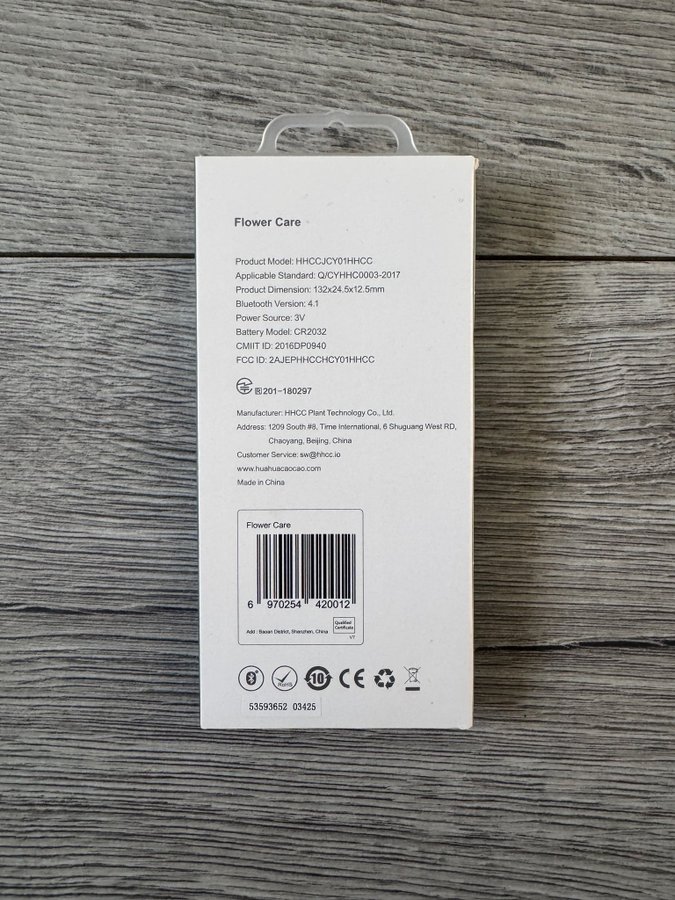 Flower Care
Product Model: HHCCJCY01HHCC
Applicable Standard: Q/CYHHC0003-2017
Product Dimension: 132x24.5x12.5mm
Bluetooth Version: 4.1
Power Source: 3V
Battery Model: CR2032
CMIIT ID: 2016DP0940
FCC ID: 2AJEPHHCCHCY01HHCC
R 201-180297
Manufacturer: HHCC Plant Technology Co., Ltd.
Address: 1209 South #8, Time International, 6 Shuguang West RD,
Chaoyang, Beijing, China
Customer Service: sw@hhcc.io
www.huahuacaocao.com
Made in China
Flower Care
6 970254 420012
Add : Baoan District, Shenzhen, China
Qualified
Certificate
V7
RoHS
10
CE
53593652 03425